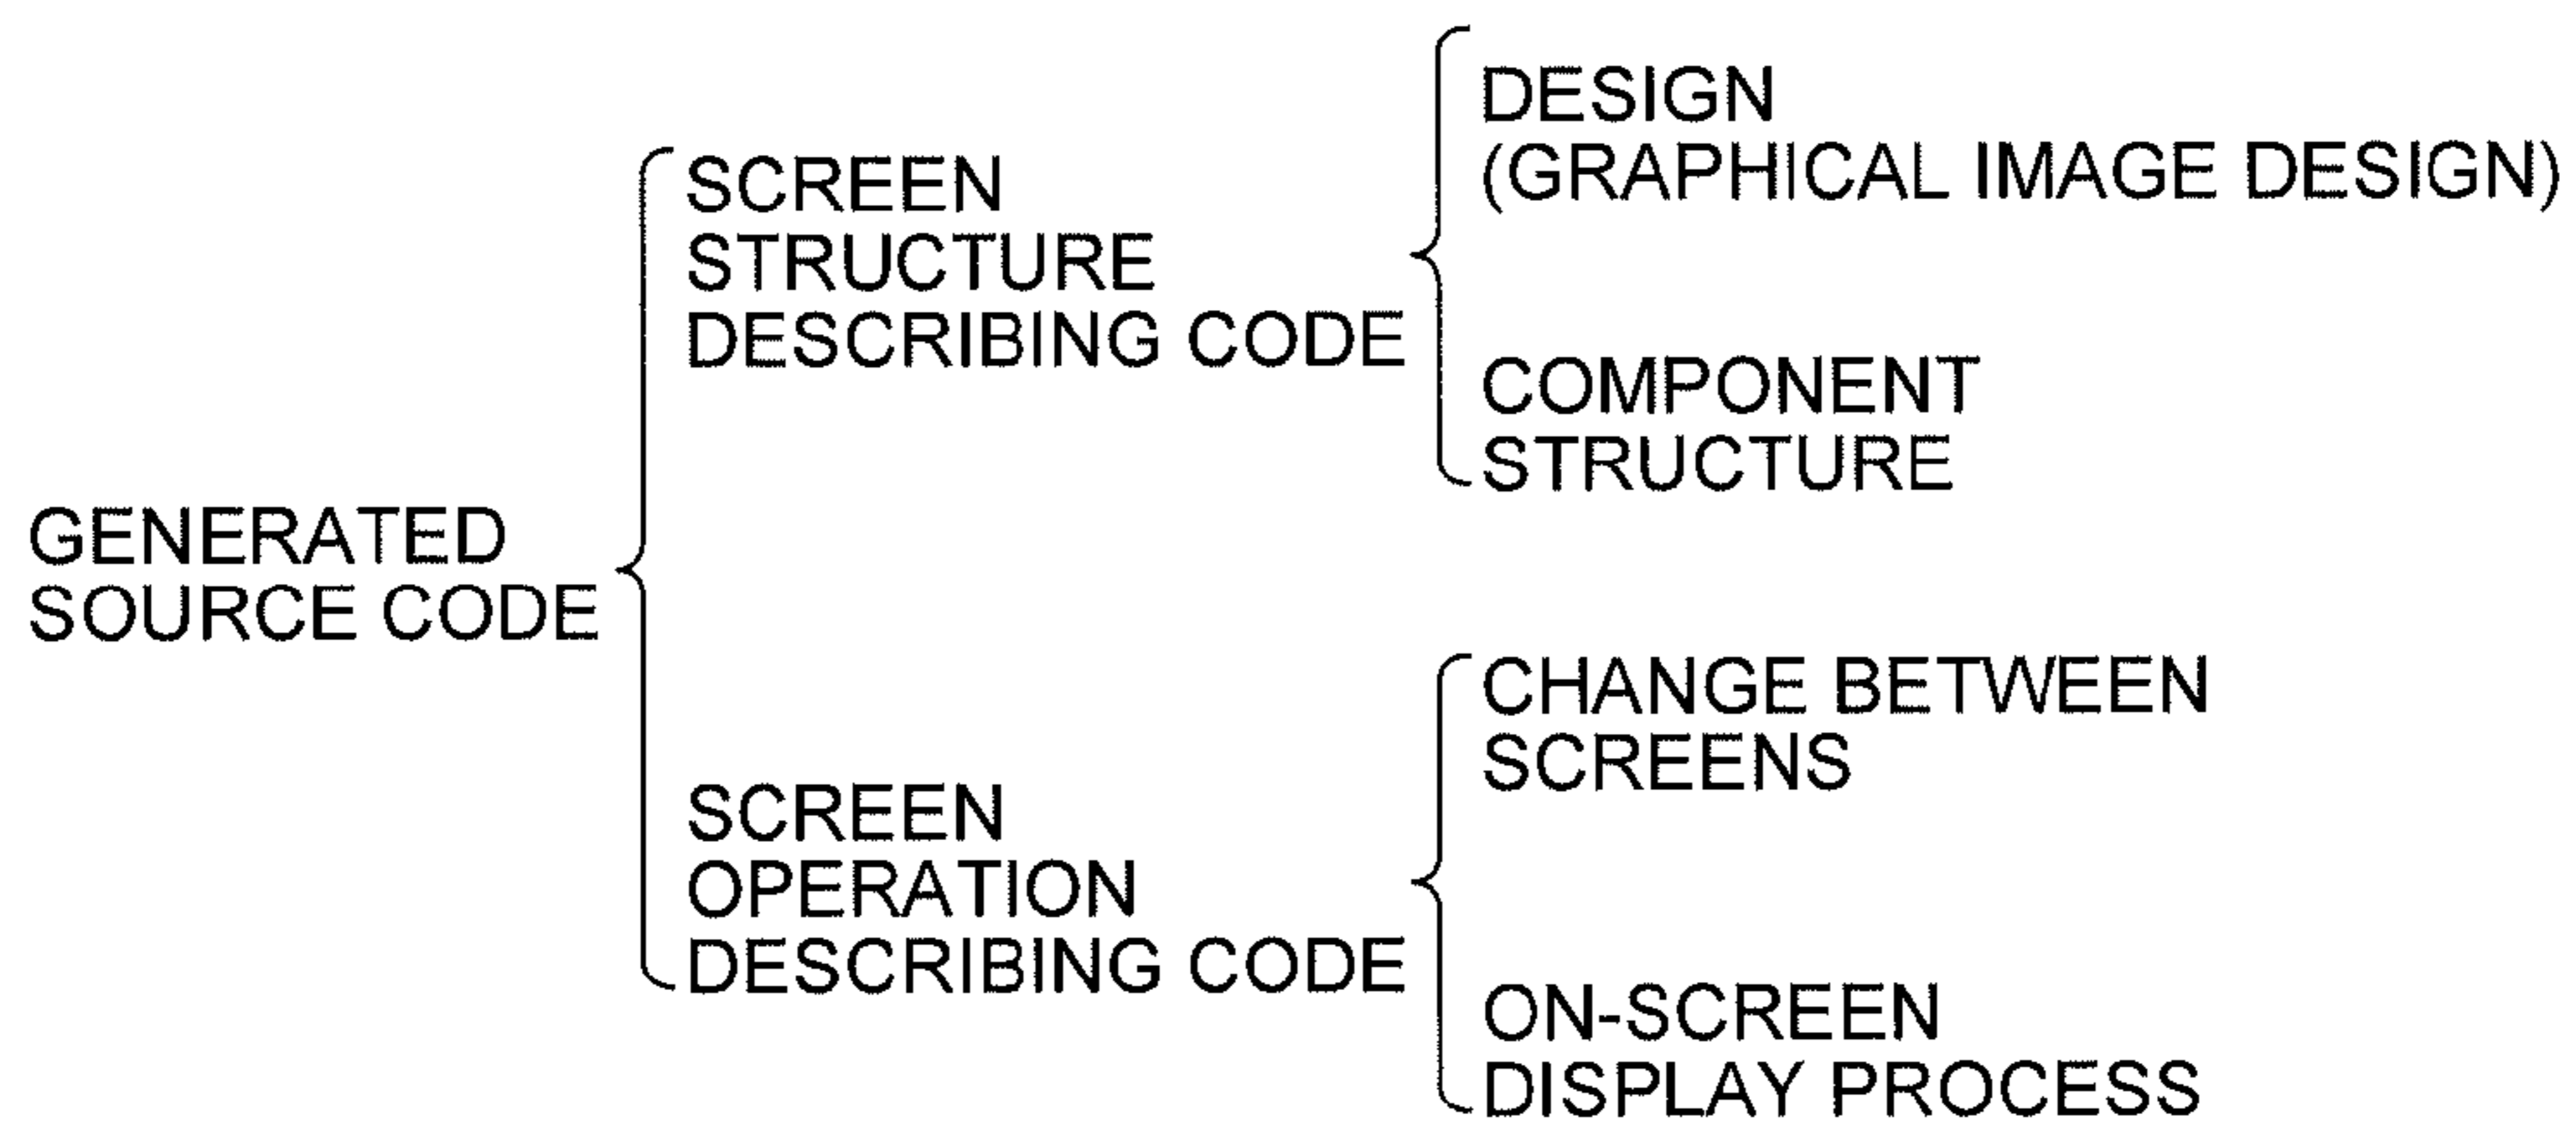 GENERATED
SOURCE CODE
SCREEN
STRUCTURE
DESCRIBING CODE
DESIGN
(GRAPHICAL IMAGE DESIGN)
COMPONENT
STRUCTURE
SCREEN
OPERATION
DESCRIBING CODE
CHANGE BETWEEN
SCREENS
ON-SCREEN
DISPLAY PROCESS